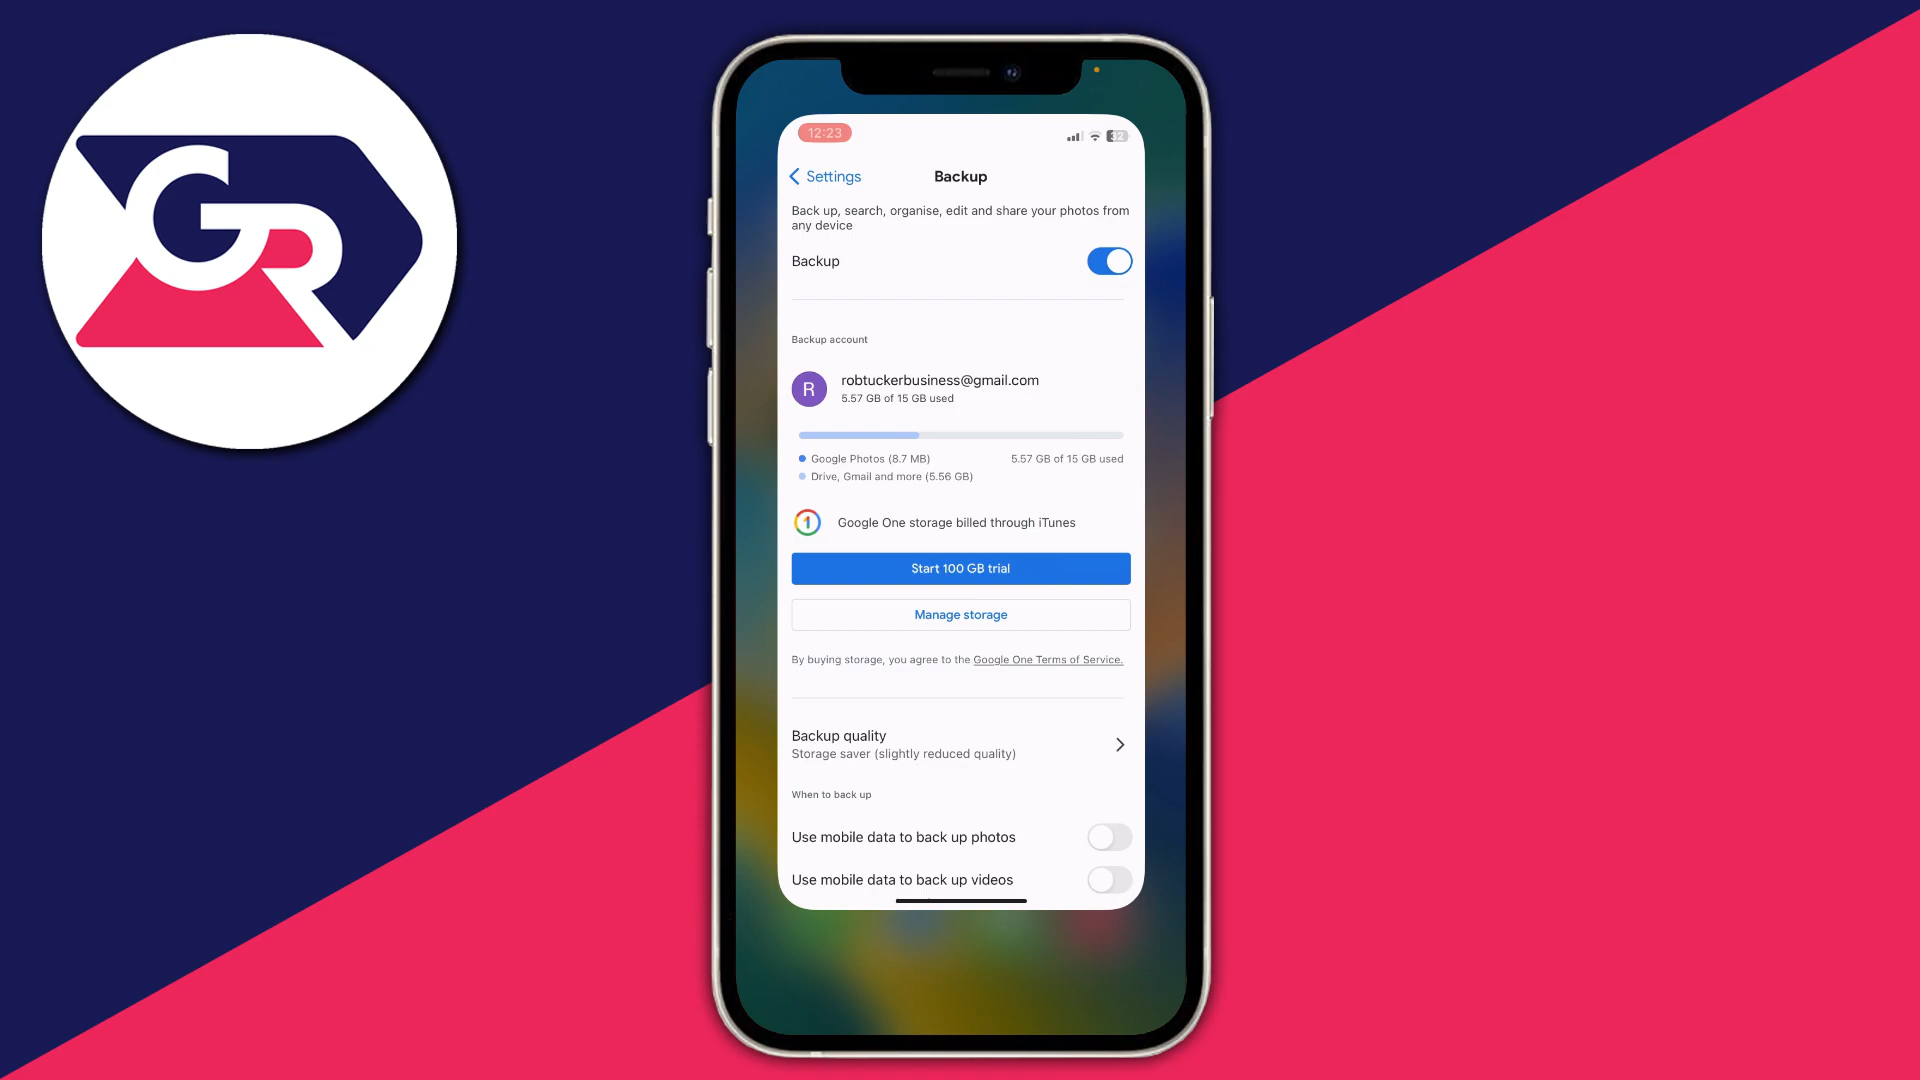 GR
12:23
32
Settings
Backup
Back up, search, organise, edit and share your photos from
any device
Backup
Backup account
R
robtuckerbusiness@gmail.com
5.57 GB of 15 GB used
Google Photos (8.7 MB)
5.57 GB of 15 GB used
Drive, Gmail and more (5.56 GB)
1
Google One storage billed through iTunes
Start 100 GB trial
Manage storage
By buying storage, you agree to the Google One Terms of Service.
Backup quality
Storage saver (slightly reduced quality)
When to back up
Use mobile data to back up photos
Use mobile data to back up videos